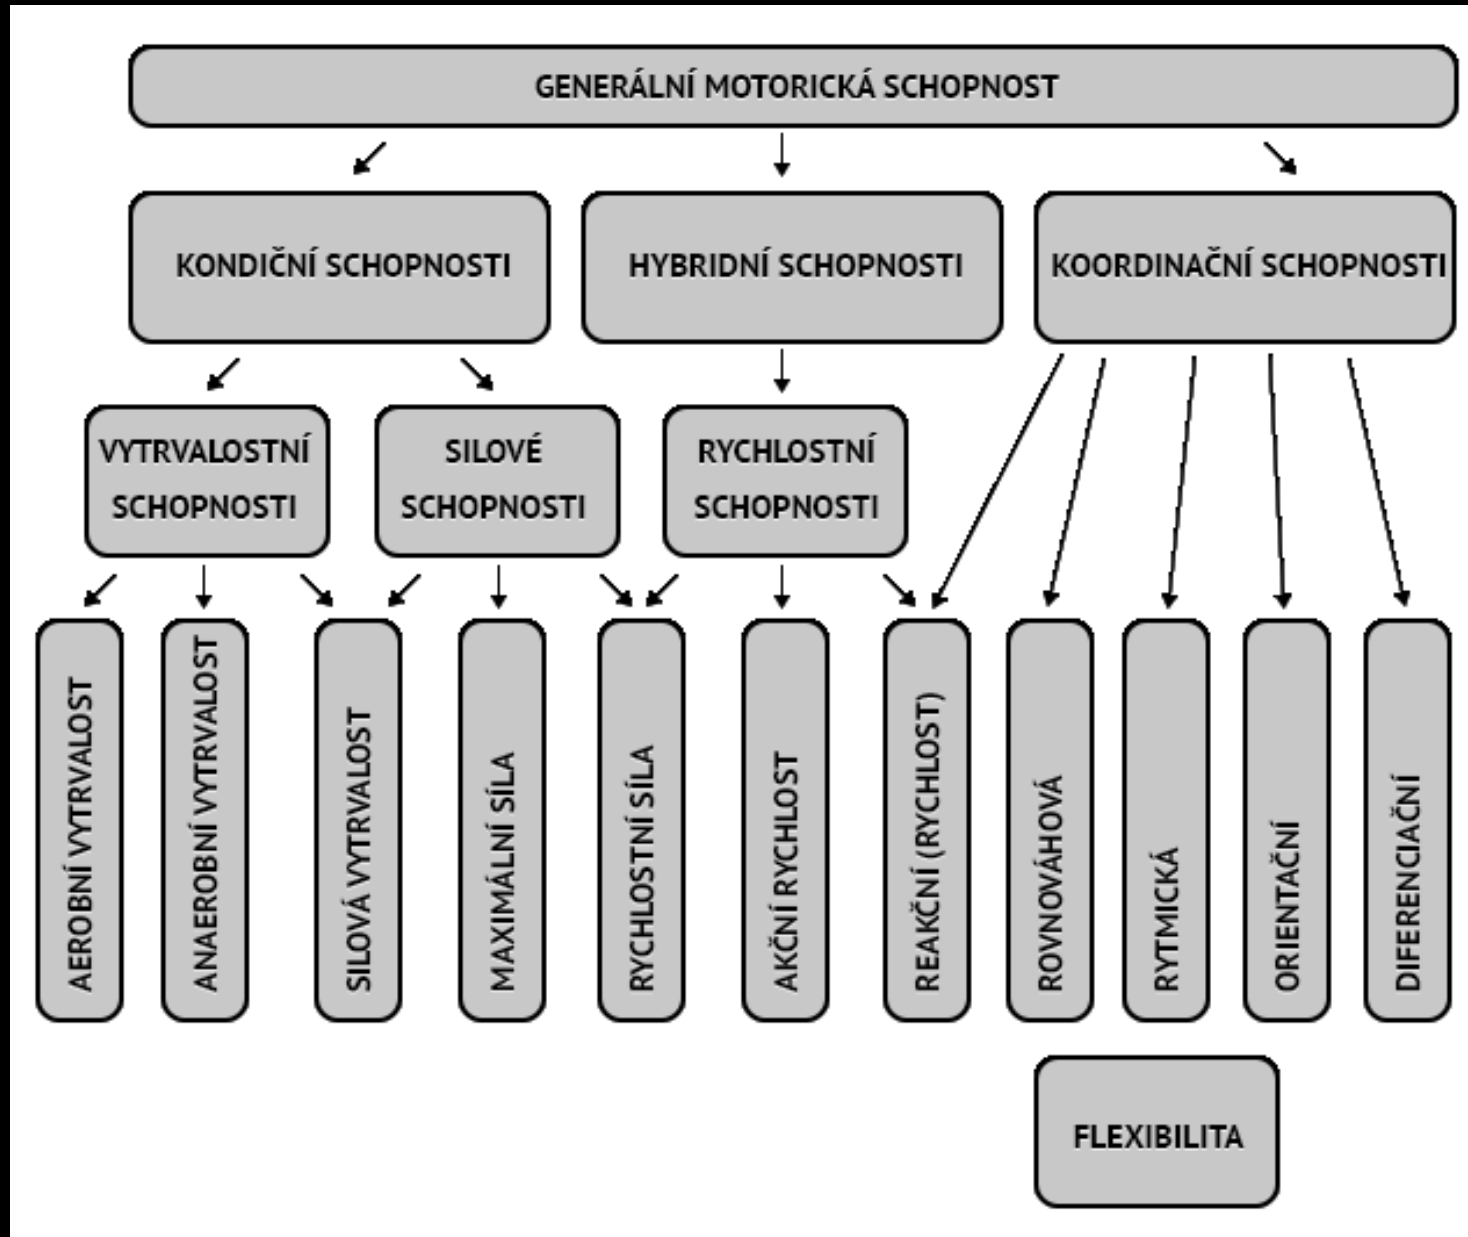 GENERÁLNÍ MOTORICKÁ SCHOPNOST
KONDIČNÍ SCHOPNOSTI
HYBRIDNÍ SCHOPNOSTI
KOORDINAČNÍ SCHOPNOSTI
VYTRVALOSTNÍ
SCHOPNOSTI
SILOVÉ
SCHOPNOSTI
RYCHLOSTNÍ
SCHOPNOSTI
AEROBNÍ VYTRVALOST
ANAEROBNÍ VYTRVALOST
SILOVÁ VYTRVALOST
MAXIMÁLNÍ SÍLA
RYCHLOSTNÍ SÍLA
AKČNÍ RYCHLOST
REAKČNÍ (RYCHLOST)
ROVNOVÁHOVÁ
RYTMICKÁ
ORIENTAČNÍ
DIFERENCIAČNÍ
FLEXIBILITA